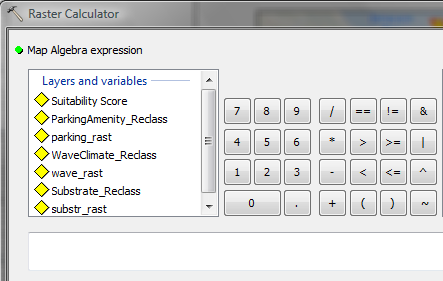 Raster Calculator
Map Algebra expression
Layers and variables
Suitability Score
ParkingAmenity_Reclass
parking_rast
WaveClimate_Reclass
wave_rast
Substrate_Reclass
substr_rast
7 8 9 / == != &
4 5 6 * > >= |
1 2 3 - < <= ^
0 . + ( ) ~